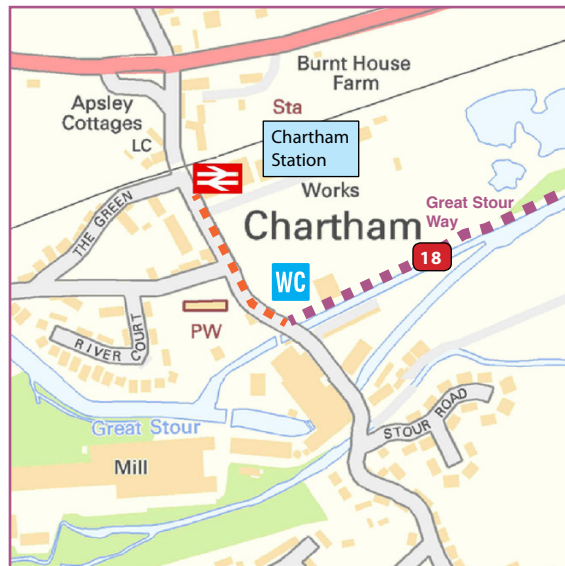 Burnt House
Farm
Apsley
Cottages
Sta
LC
Chartham
Station
Works
THE GREEN
Great Stour
Way
Chartham
18
WC
PW
RIVER COURT
Great Stour
STOUR ROAD
Mill